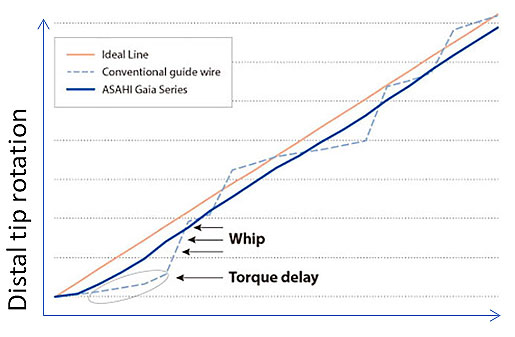 Ideal Line
Conventional guide wire
ASAHI Gaia Series
Distal tip rotation
Whip
Torque delay